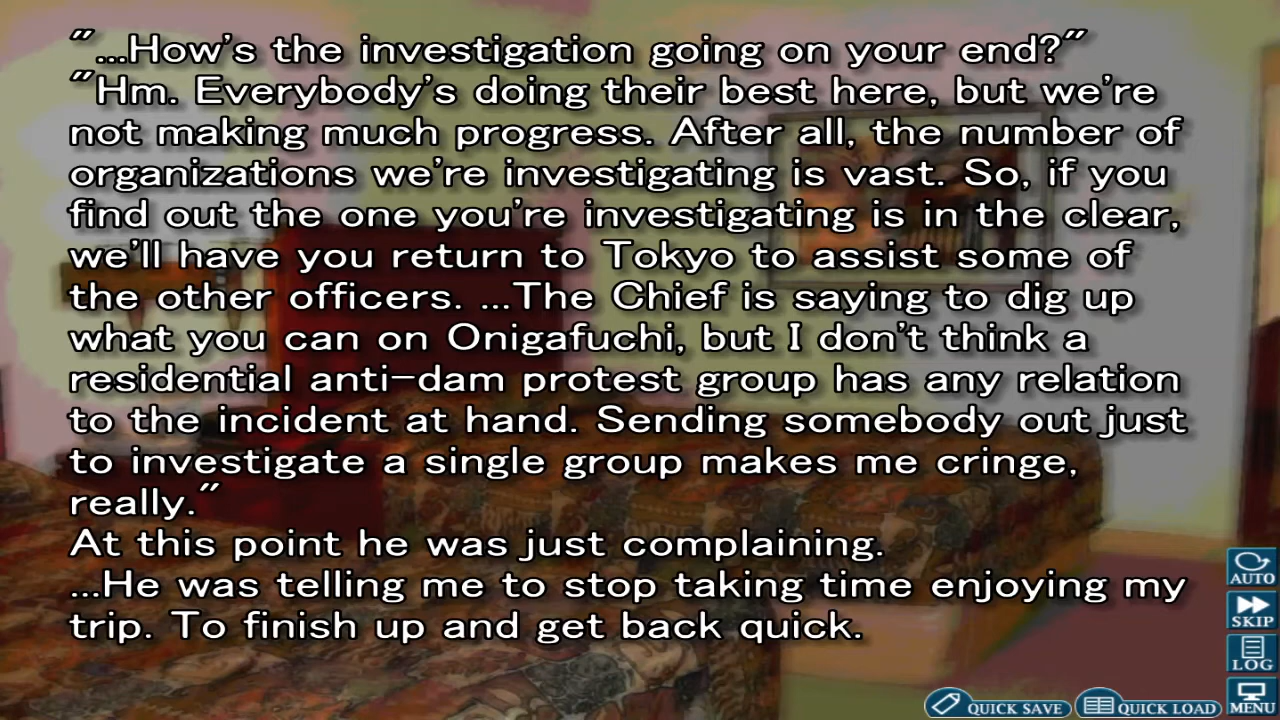 "...How's the investigation going on your end?"
"Hm. Everybody's doing their best here, but we're
not making much progress. After all, the number of
organizations we're investigating is vast. So, if you
find out the one you're investigating is in the clear,
we'll have you return to Tokyo to assist some of
the other officers. ...The Chief is saying to dig up
what you can on Onigafuchi, but I don't think a
residential anti-dam protest group has any relation
to the incident at hand. Sending somebody out just
to investigate a single group makes me cringe,
really."
At this point he was just complaining.
...He was telling me to stop taking time enjoying my
trip. To finish up and get back quick.
AUTO
SKIP
LOG
MENU
QUICK SAVE
QUICK LOAD